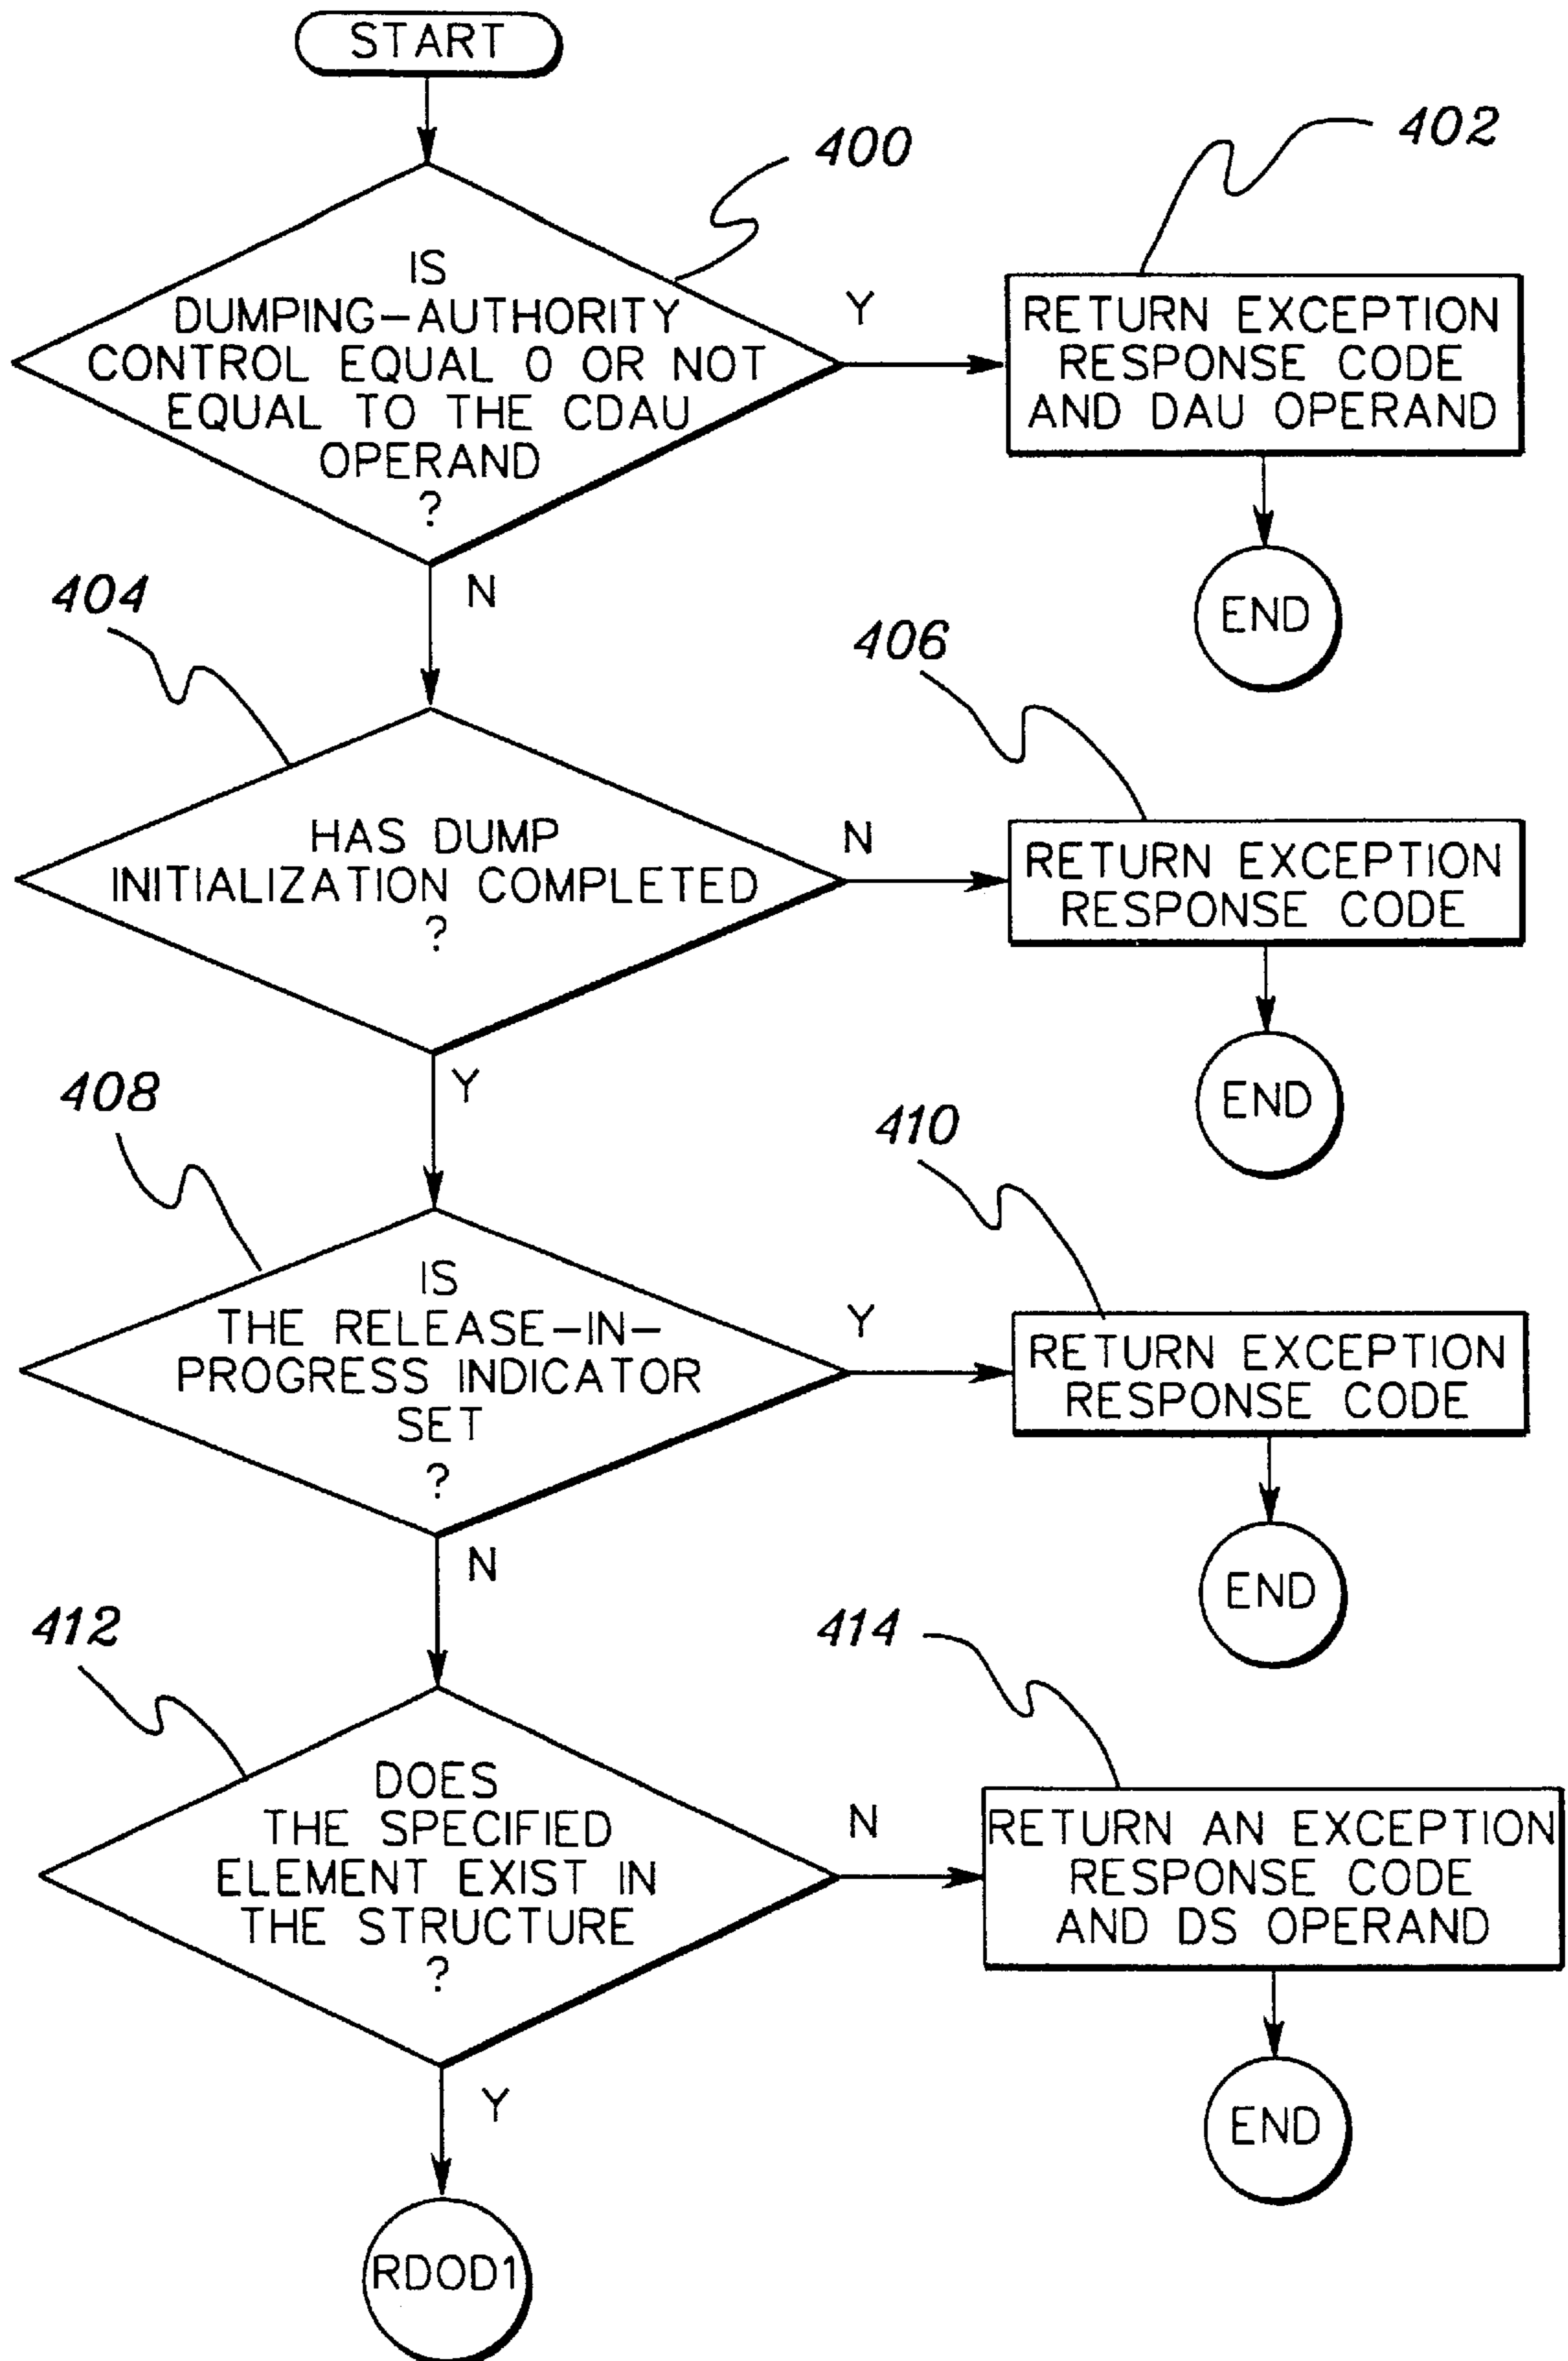 START
400
402
IS
DUMPING-AUTHORITY
CONTROL EQUAL 0 OR NOT
EQUAL TO THE CDAU
OPERAND
?
Y
RETURN EXCEPTION
RESPONSE CODE
AND DAU OPERAND
END
N
404
406
HAS DUMP
INITIALIZATION COMPLETED
?
N
RETURN EXCEPTION
RESPONSE CODE
END
Y
408
410
IS
THE RELEASE-IN-
PROGRESS INDICATOR
SET
?
Y
RETURN EXCEPTION
RESPONSE CODE
END
N
412
414
DOES
THE SPECIFIED
ELEMENT EXIST IN
THE STRUCTURE
?
N
RETURN AN EXCEPTION
RESPONSE CODE
AND DS OPERAND
END
Y
RDOD1